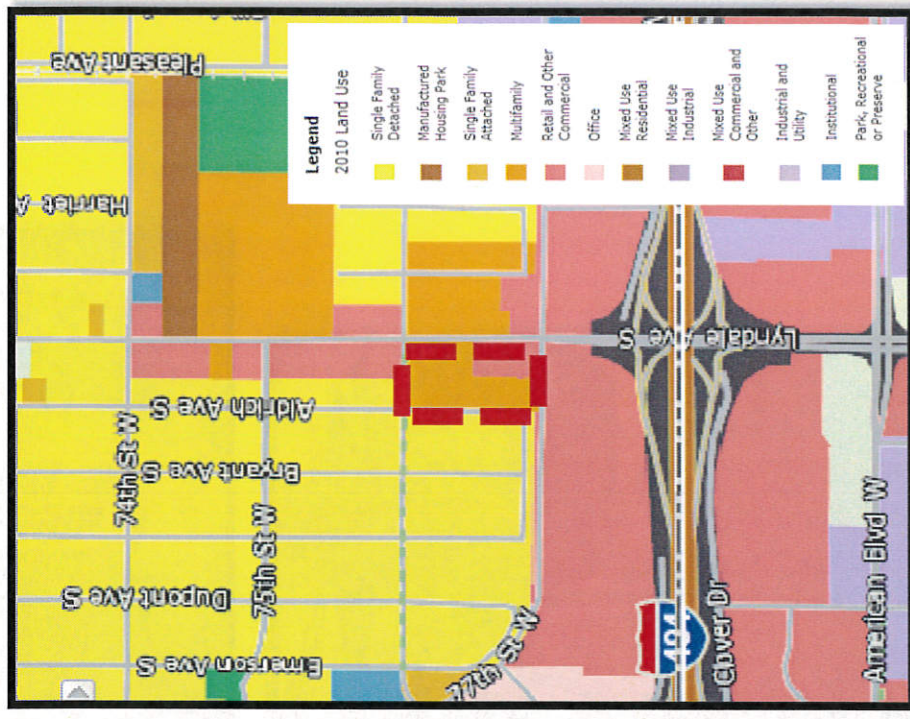 Pleasant Ave
Harriet A
Lyndale Ave S
Aldrich Ave S
Bryant Ave S
Dupont Ave S
Emerson Ave S
74th St W
75th St W
77th St W
494
Clover Dr
American Blvd W
Legend
2010 Land Use
Single Family
Detached
Manufactured
Housing Park
Single Family
Attached
Multifamily
Retail and Other
Commercial
Office
Mixed Use
Residential
Mixed Use
Industrial
Mixed Use
Commercial and
Other
Industrial and
Utility
Institutional
Park, Recreational
or Preserve